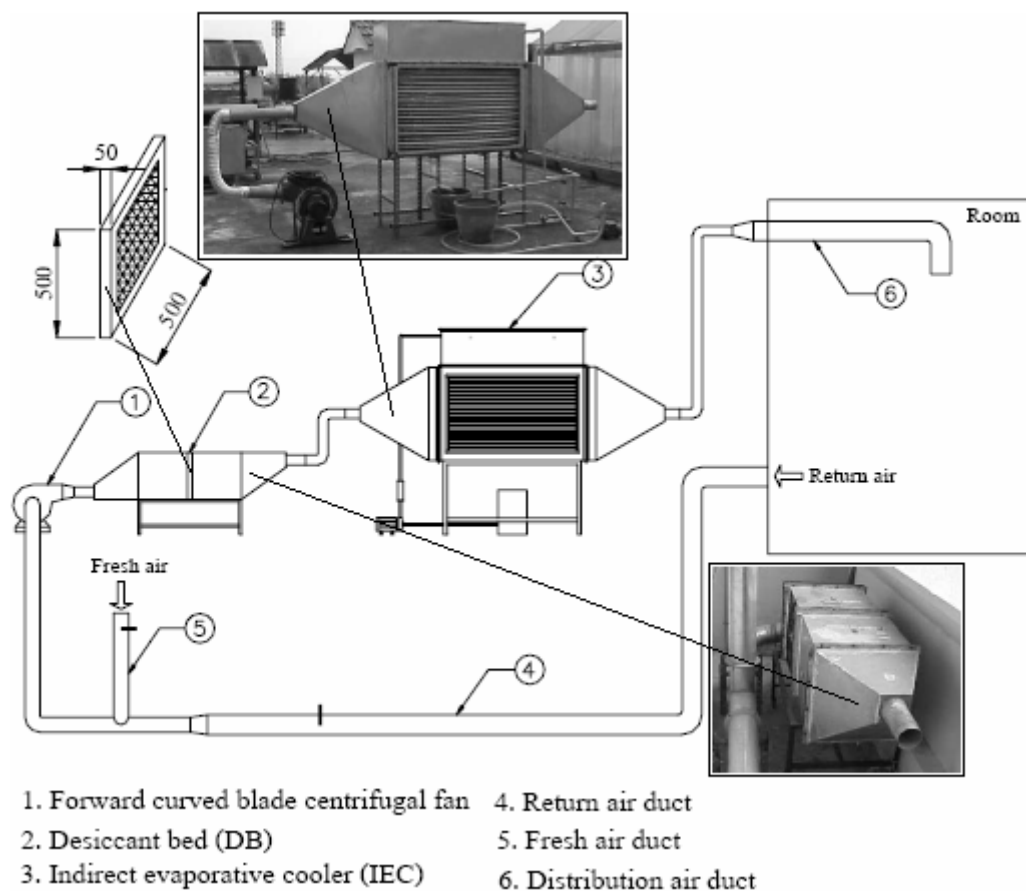 50
500
500
Room
3
6
2
1
Return air
Fresh air
5
4
1. Forward curved blade centrifugal fan
2. Desiccant bed (DB)
3. Indirect evaporative cooler (IEC)
4. Return air duct
5. Fresh air duct
6. Distribution air duct